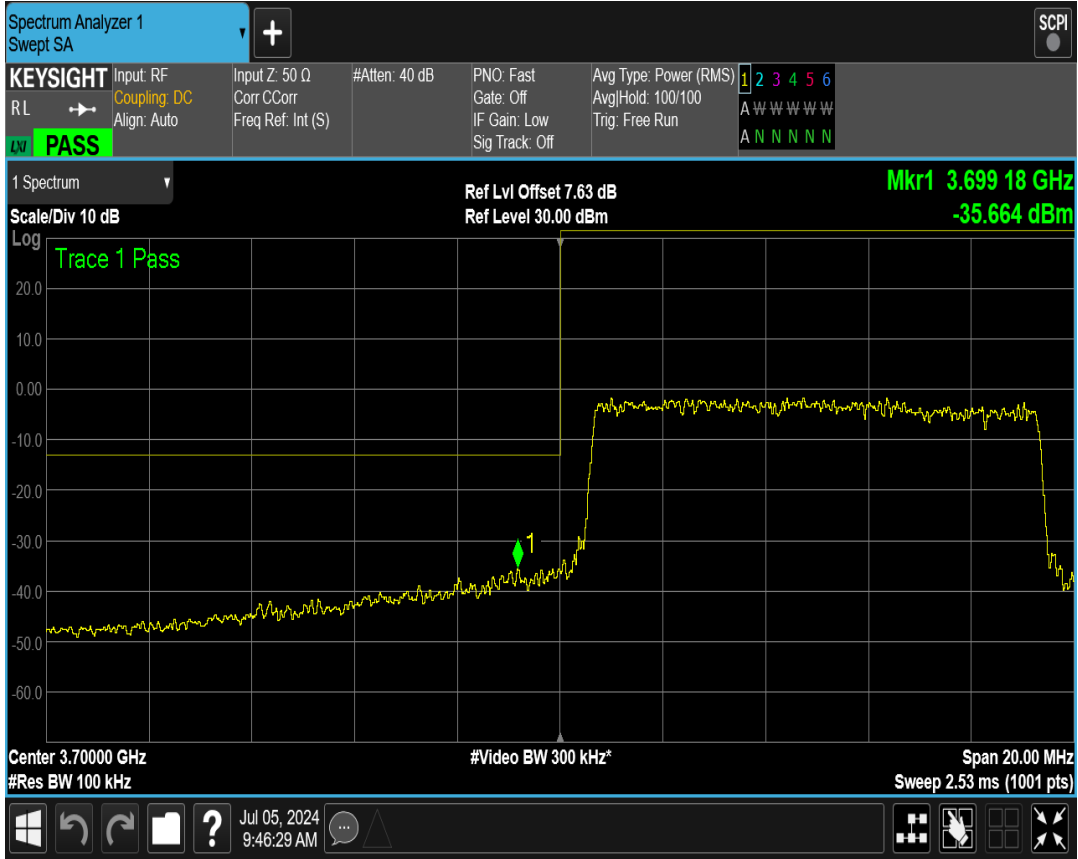 Spectrum Analyzer 1
Swept SA
+
SCPI
KEYSIGHT
RL
LXI PASS
Input: RF
Coupling: DC
Align: Auto
Input Z: 50 Ω
Corr CCorr
Freq Ref: Int (S)
#Atten: 40 dB
PNO: Fast
Gate: Off
IF Gain: Low
Sig Track: Off
Avg Type: Power (RMS)
Avg|Hold: 100/100
Trig: Free Run
1 2 3 4 5 6
A W W W W W
A N N N N N
1 Spectrum
Scale/Div 10 dB
Log
Ref Lvl Offset 7.63 dB
Ref Level 30.00 dBm
Mkr1 3.699 18 GHz
-35.664 dBm
Trace 1 Pass
20.0
10.0
0.00
-10.0
-20.0
-30.0
-40.0
-50.0
-60.0
1
Center 3.70000 GHz
#Res BW 100 kHz
#Video BW 300 kHz*
Span 20.00 MHz
Sweep 2.53 ms (1001 pts)
?
Jul 05, 2024
9:46:29 AM